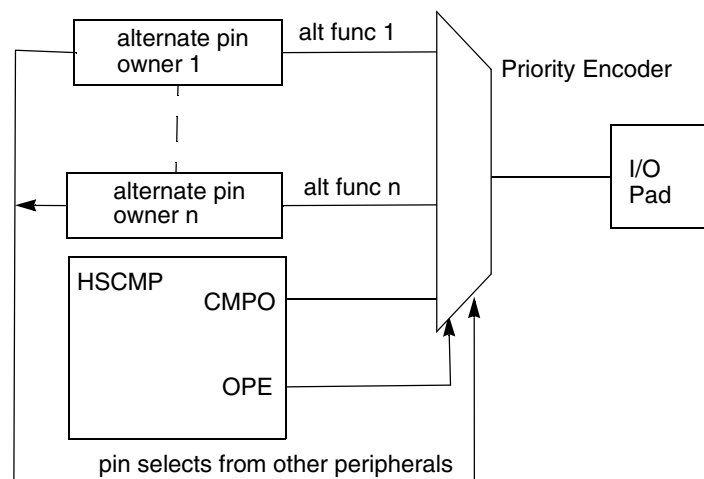 alternate pin
owner 1
alt func 1
Priority Encoder
I/O
Pad
alternate pin
owner n
alt func n
HSCMP
CMPO
OPE
pin selects from other peripherals